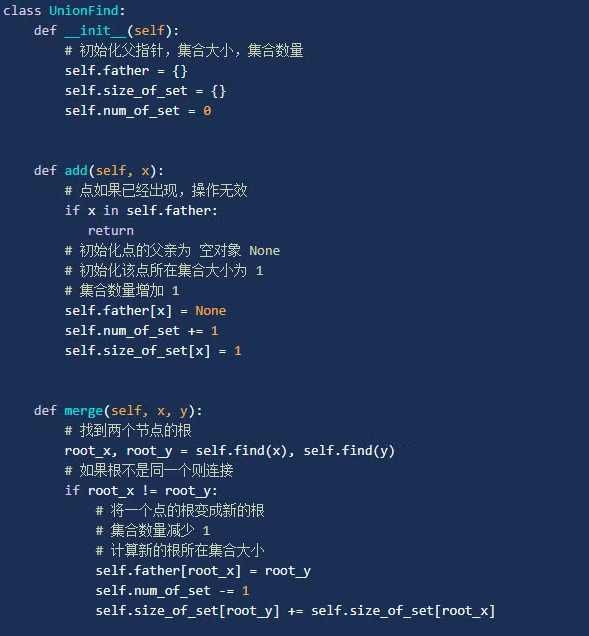 class UnionFind:
    def __init__(self):
        # 初始化父指针，集合大小，集合数量
        self.father = {}
        self.size_of_set = {}
        self.num_of_set = 0
    def add(self, x):
        # 点如果已经出现，操作无效
        if x in self.father:
           return
        # 初始化点的父亲为 空对象 None
        # 初始化该点所在集合大小为 1
        # 集合数量增加 1
        self.father[x] = None
        self.num_of_set += 1
        self.size_of_set[x] = 1
    def merge(self, x, y):
        # 找到两个节点的根
        root_x, root_y = self.find(x), self.find(y)
        # 如果根不是同一个则连接
        if root_x != root_y:
            # 将一个点的根变成新的根
            # 集合数量减少 1
            # 计算新的根所在集合大小
            self.father[root_x] = root_y
            self.num_of_set -= 1
            self.size_of_set[root_y] += self.size_of_set[root_x]